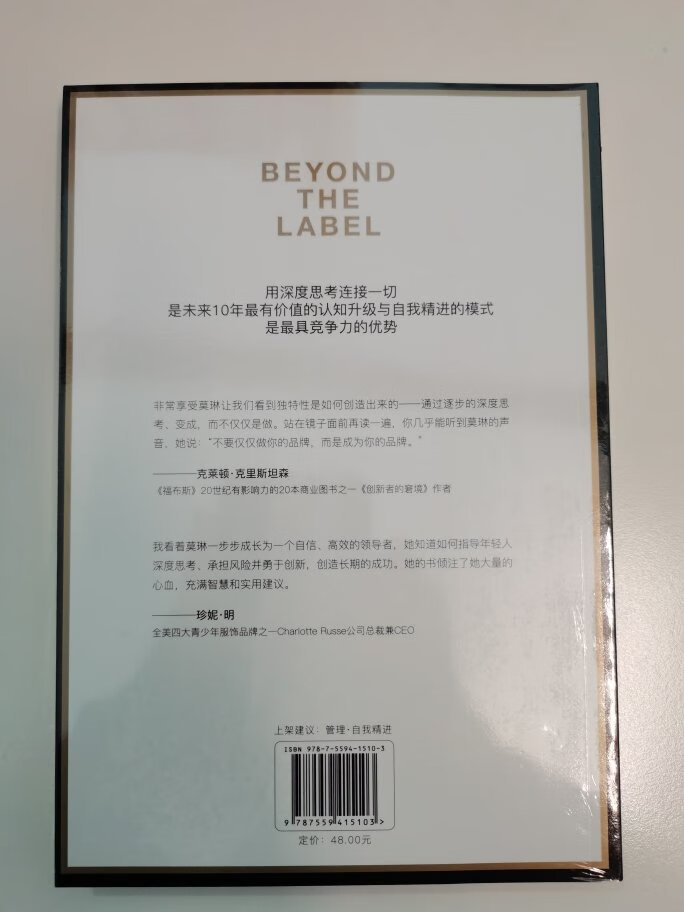 BEYOND
THE
LABEL
用深度思考连接一切
是未来10年最有价值的认知升级与自我精进的模式
是最具竞争力的优势
非常享受莫琳让我们看到独特性是如何创造出来的——通过逐步的深度思
考、变成，而不仅仅是做。站在镜子面前再读一遍，你几乎能听到莫琳的声
音，她说：“不要仅仅做你的品牌，而是成为你的品牌。”
———克莱顿·克里斯坦森
《福布斯》20世纪有影响力的20本商业图书之一《创新者的窘境》作者
我看着莫琳一步步成长为一个自信、高效的领导者，她知道如何指导年轻人
深度思考、承担风险并勇于创新，创造长期的成功。她的书倾注了她大量的
心血，充满智慧和实用建议。
———珍妮·明
全美四大青少年服饰品牌之一Charlotte Russe公司总裁兼CEO
上架建议：管理·自我精进
ISBN 978-7-5594-1510-3
9 787559 415103 >
定价：48.00元